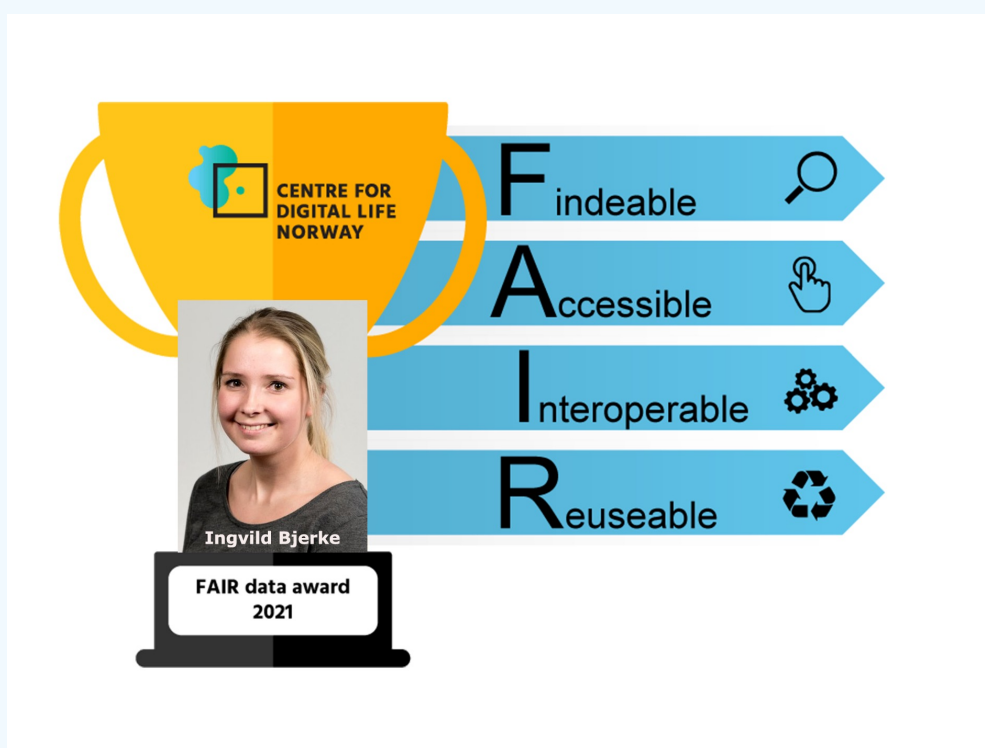 CENTRE FOR
DIGITAL LIFE
NORWAY
Findeable
Accessible
Interoperable
Reuseable
Ingvild Bjerke
FAIR data award
2021